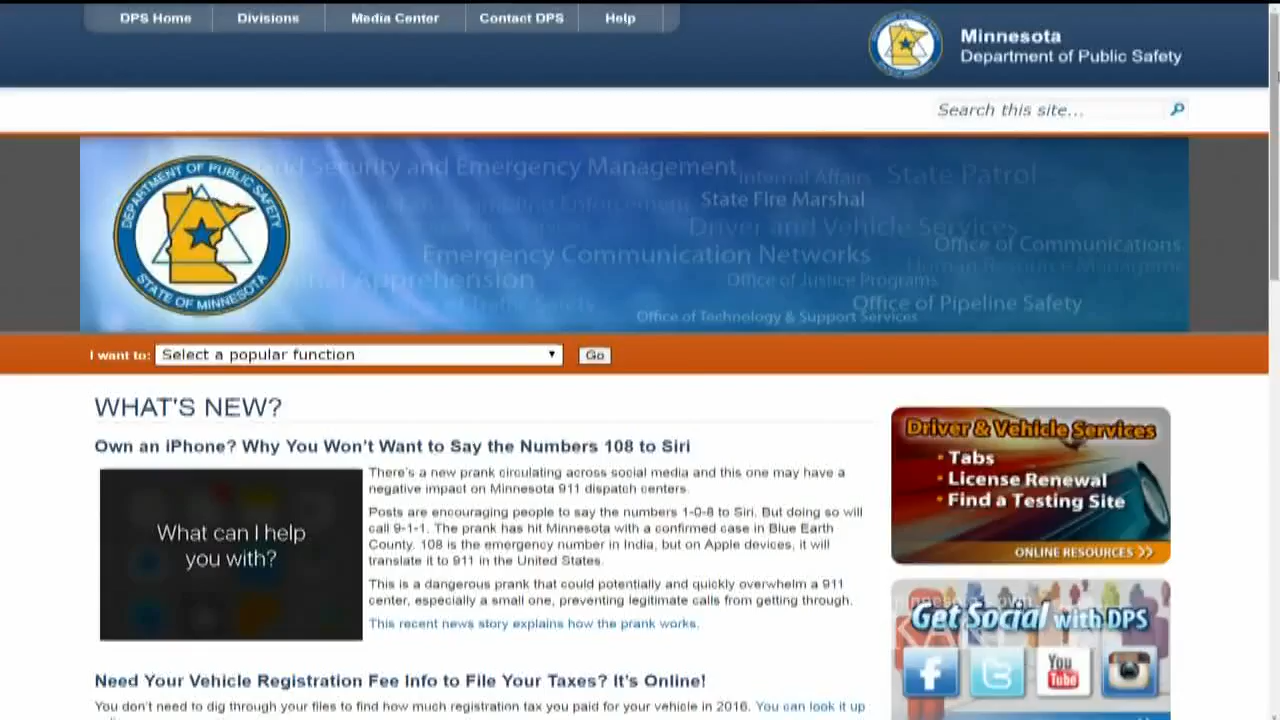 DPS Home
Divisions
Media Center
Contact DPS
Help
Minnesota
Department of Public Safety
Search this site...
DEPARTMENT OF PUBLIC SAFETY
STATE OF MINNESOTA
Security and Emergency Management
Internal Affairs
State Patrol
State Fire Marshal
Driver and Vehicle Services
Emergency Communication Networks
Office of Communications
Apprehension
Office of Justice Programs
Office of Pipeline Safety
Office of Technology & Support Services
I want to:
Select a popular function
Go
WHAT'S NEW?
Own an iPhone? Why You Won't Want to Say the Numbers 108 to Siri
What can I help
you with?
There's a new prank circulating across social media and this one may have a
negative impact on Minnesota 911 dispatch centers.
Posts are encouraging people to say the numbers 1-0-8 to Siri. But doing so will
call 9-1-1. The prank has hit Minnesota with a confirmed case in Blue Earth
County. 108 is the emergency number in India, but on Apple devices, it will
translate it to 911 in the United States.
This is a dangerous prank that could potentially and quickly overwhelm a 911
center, especially a small one, preventing legitimate calls from getting through.
This recent news story explains how the prank works.
Need Your Vehicle Registration Fee Info to File Your Taxes? It's Online!
You don't need to dig through your files to find how much registration tax you paid for your vehicle in 2016. You can look it up
Driver & Vehicle Services
Tabs
License Renewal
Find a Testing Site
ONLINE RESOURCES >>
Get Social with DPS
You
Tube